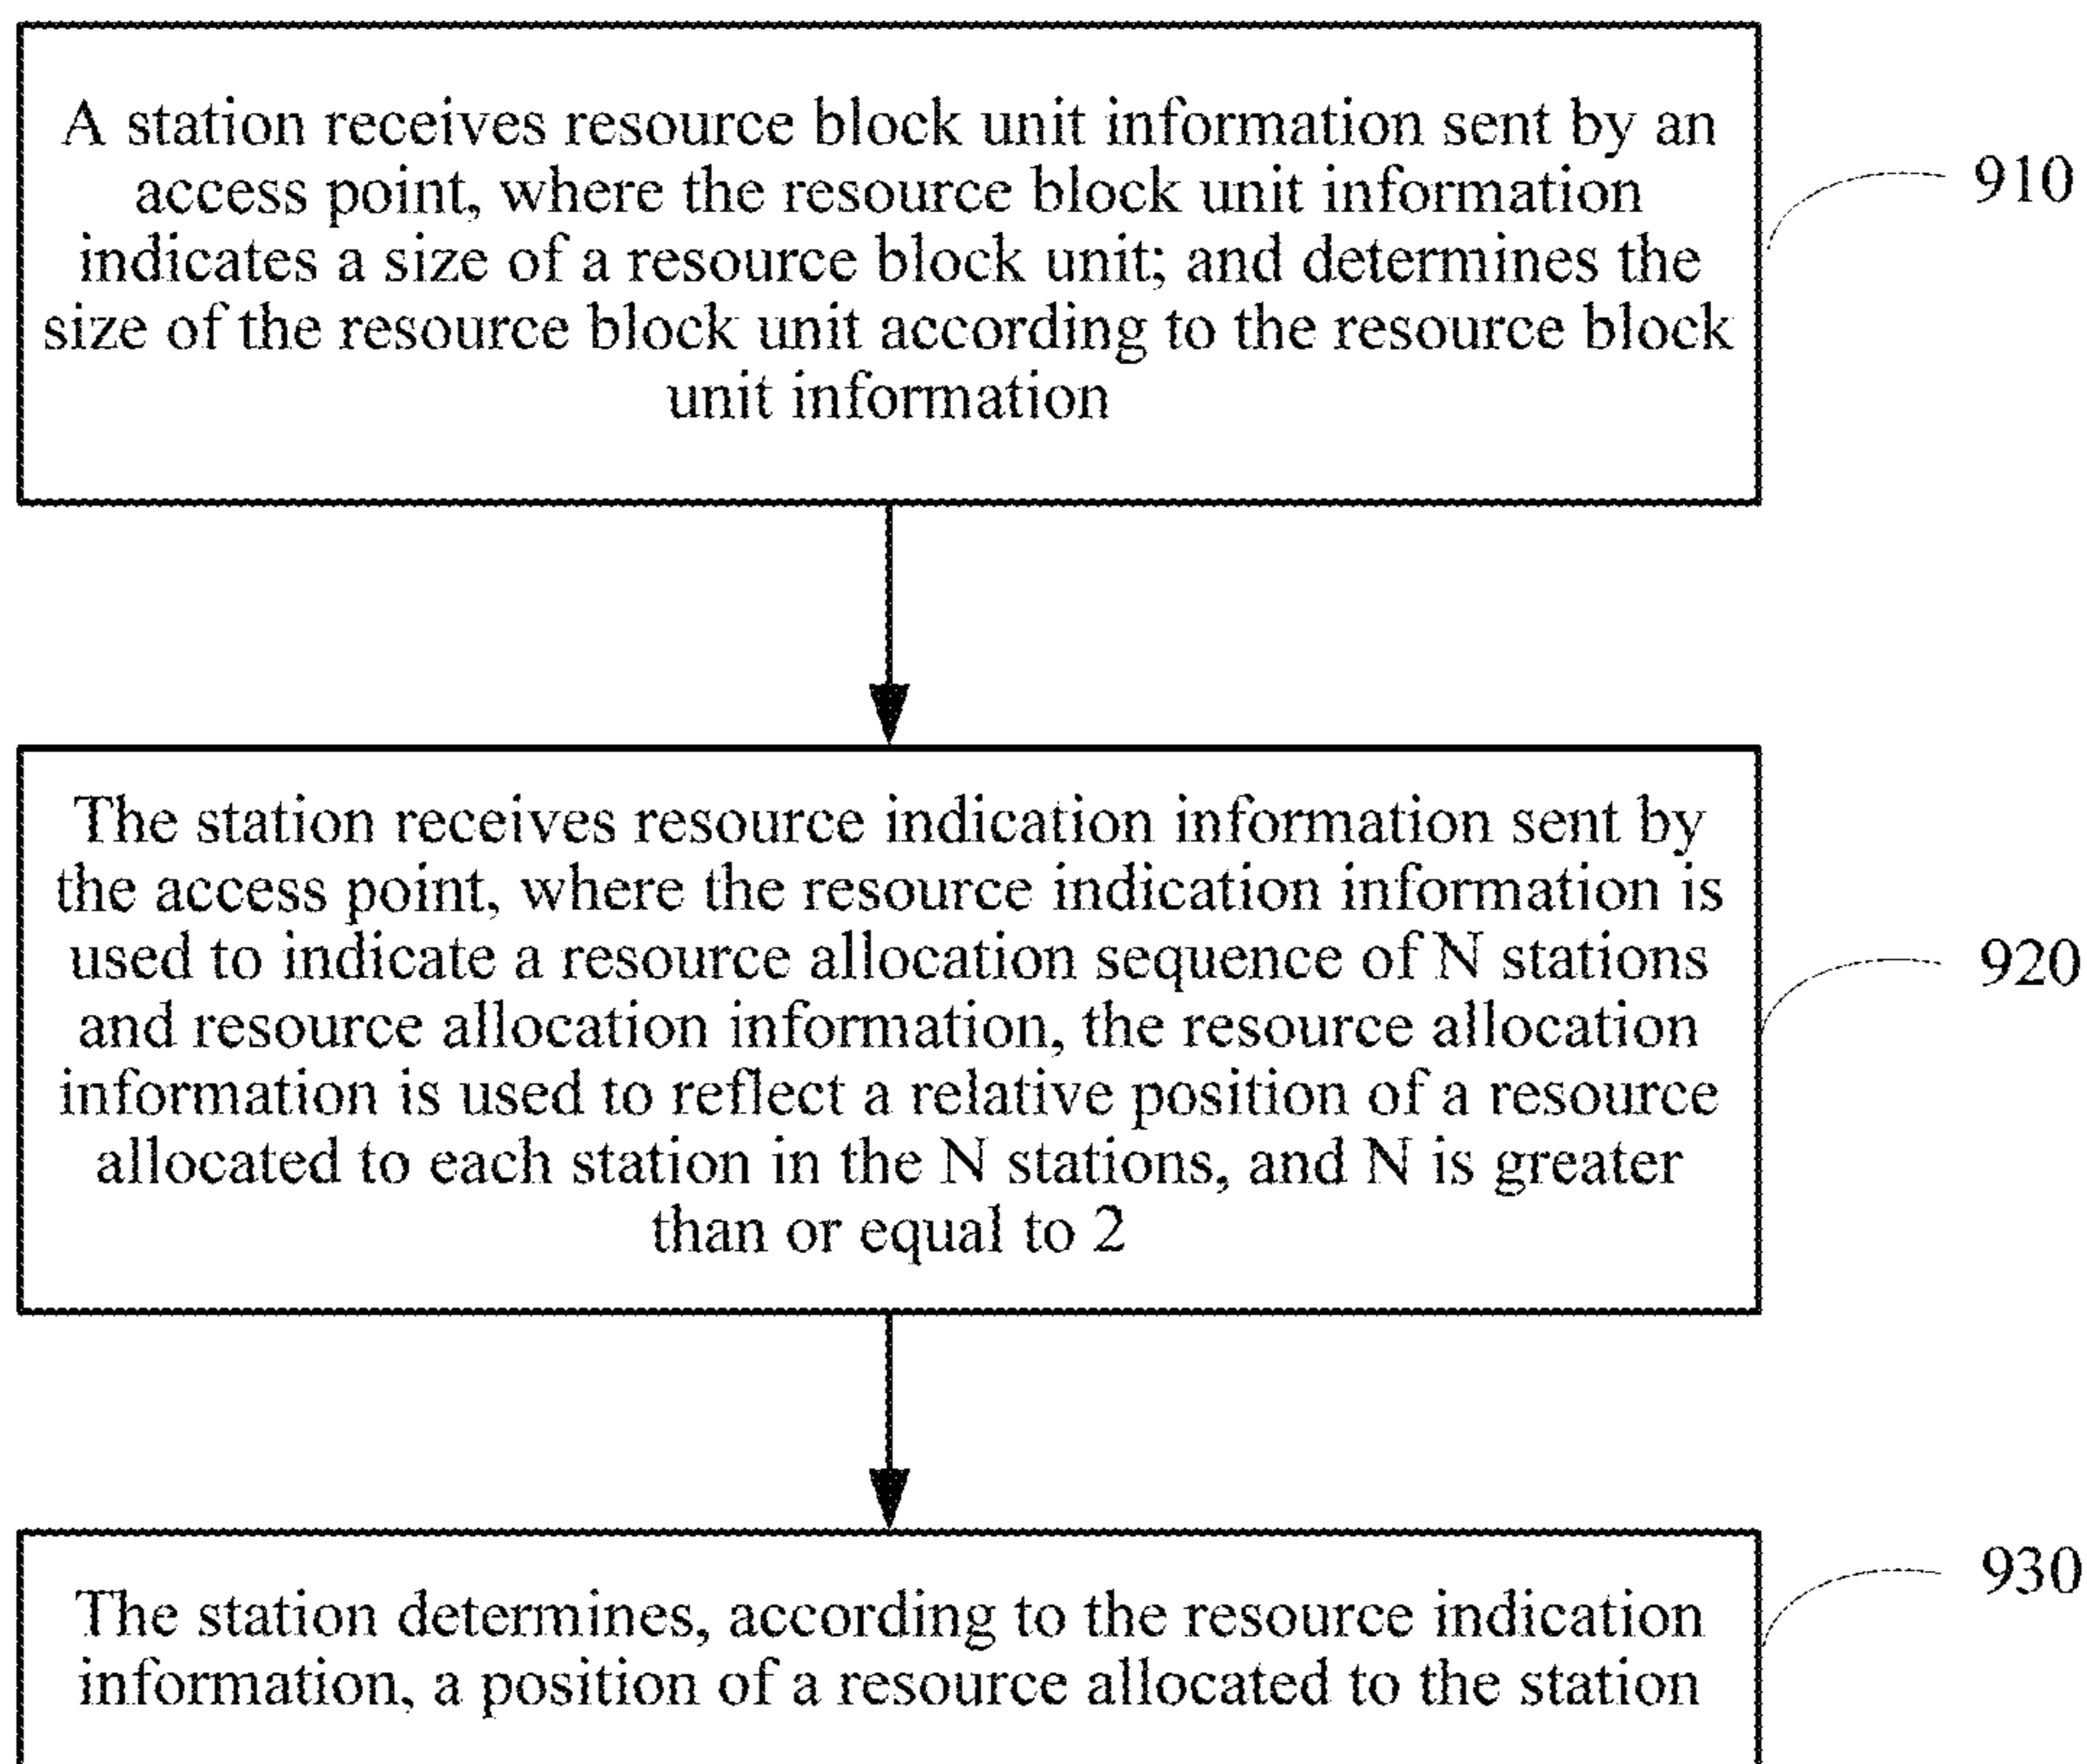 A station receives resource block unit information sent by an
access point, where the resource block unit information
indicates a size of a resource block unit; and determines the
size of the resource block unit according to the resource block
unit information
910
The station receives resource indication information sent by
the access point, where the resource indication information is
used to indicate a resource allocation sequence of N stations
and resource allocation information, the resource allocation
information is used to reflect a relative position of a resource
allocated to each station in the N stations, and N is greater
than or equal to 2
920
The station determines, according to the resource indication
information, a position of a resource allocated to the station
930